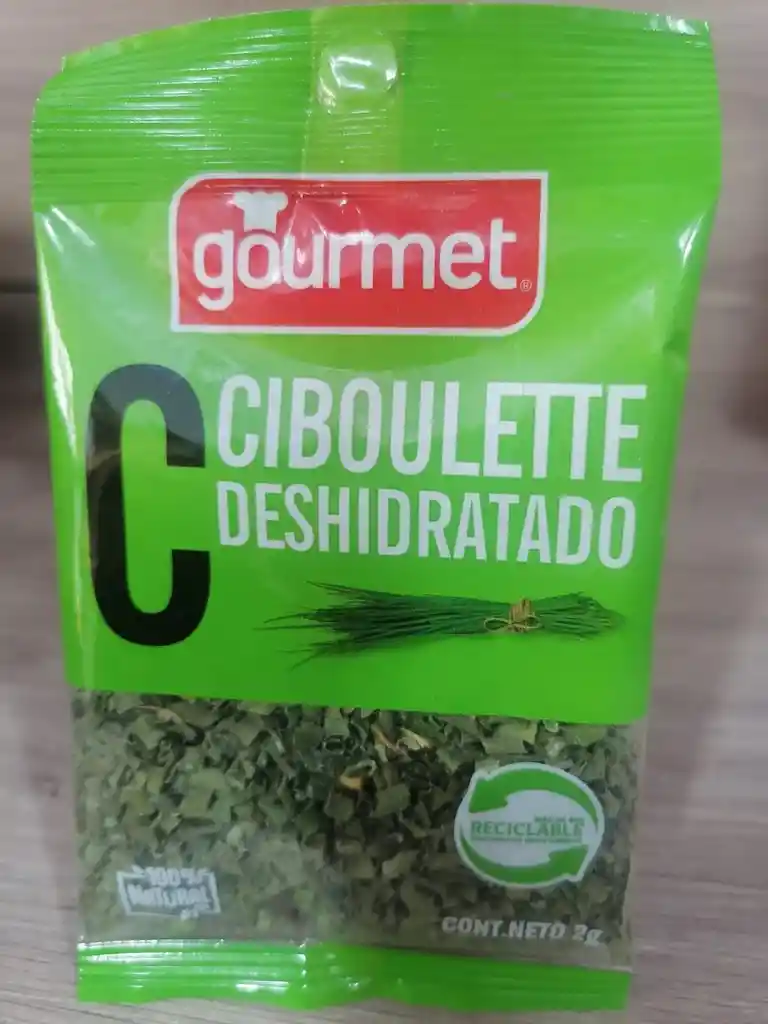 gourmet®
C
CIBOULETTE
DESHIDRATADO
RECICLABLE
100%
NATURAL
CONT.NETO 2g